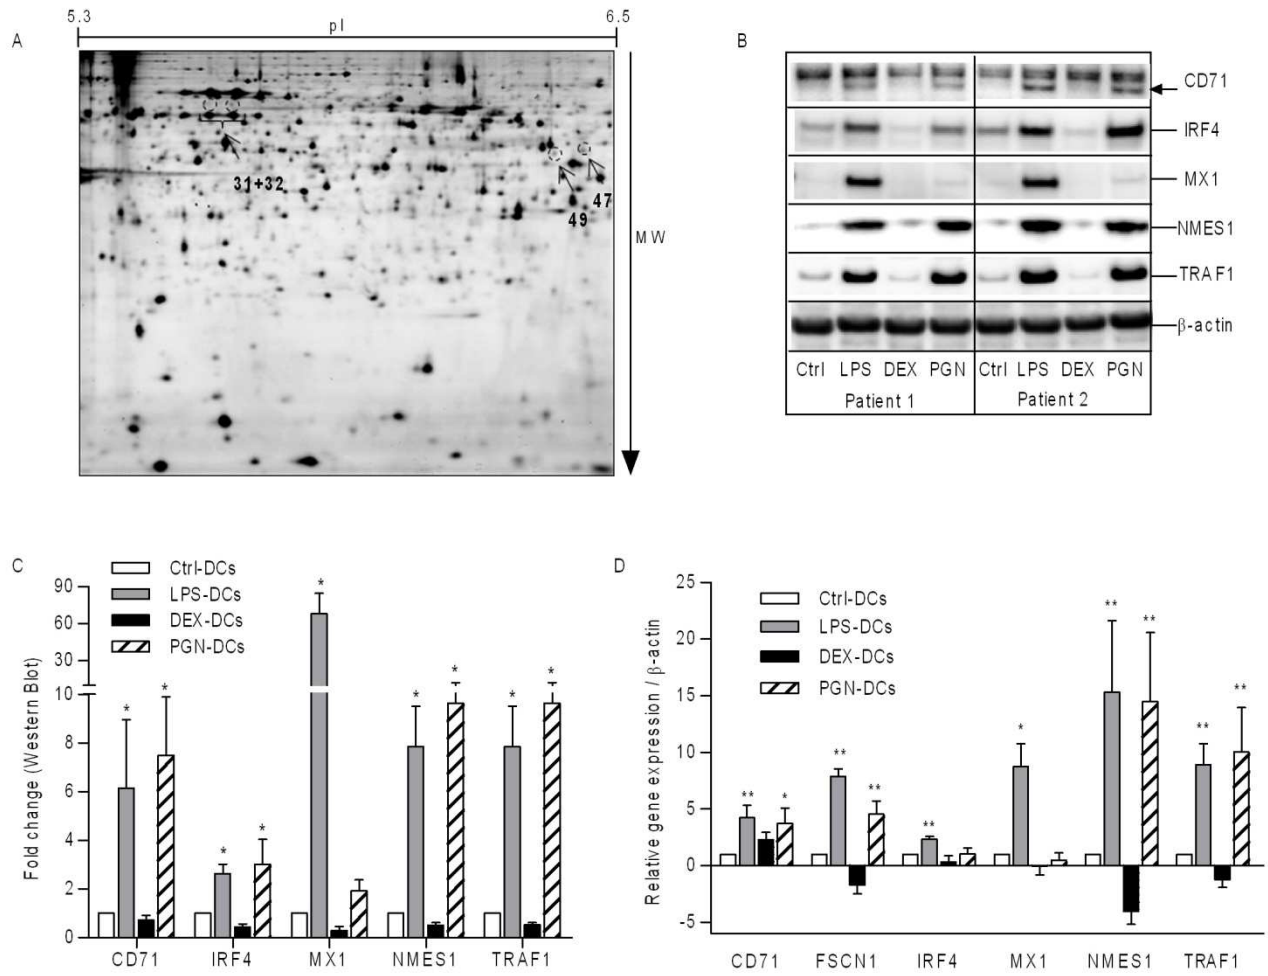 A
5.3
pI
6.5
31+32
47
49
MW
B
CD71
IRF4
MX1
NMES1
TRAF1
β-actin
Ctrl LPS DEX PGN Ctrl LPS DEX PGN
Patient 1 Patient 2
C
Ctrl-DCs
LPS-DCs
DEX-DCs
PGN-DCs
Fold change (Western Blot)
90
60
30
10
8
6
4
2
0
* * * * * * * * *
CD71 IRF4 MX1 NMES1 TRAF1
D
Ctrl-DCs
LPS-DCs
DEX-DCs
PGN-DCs
Relative gene expression / β-actin
25
20
15
10
5
0
-5
** * ** ** ** * ** ** ** **
CD71 FSCN1 IRF4 MX1 NMES1 TRAF1